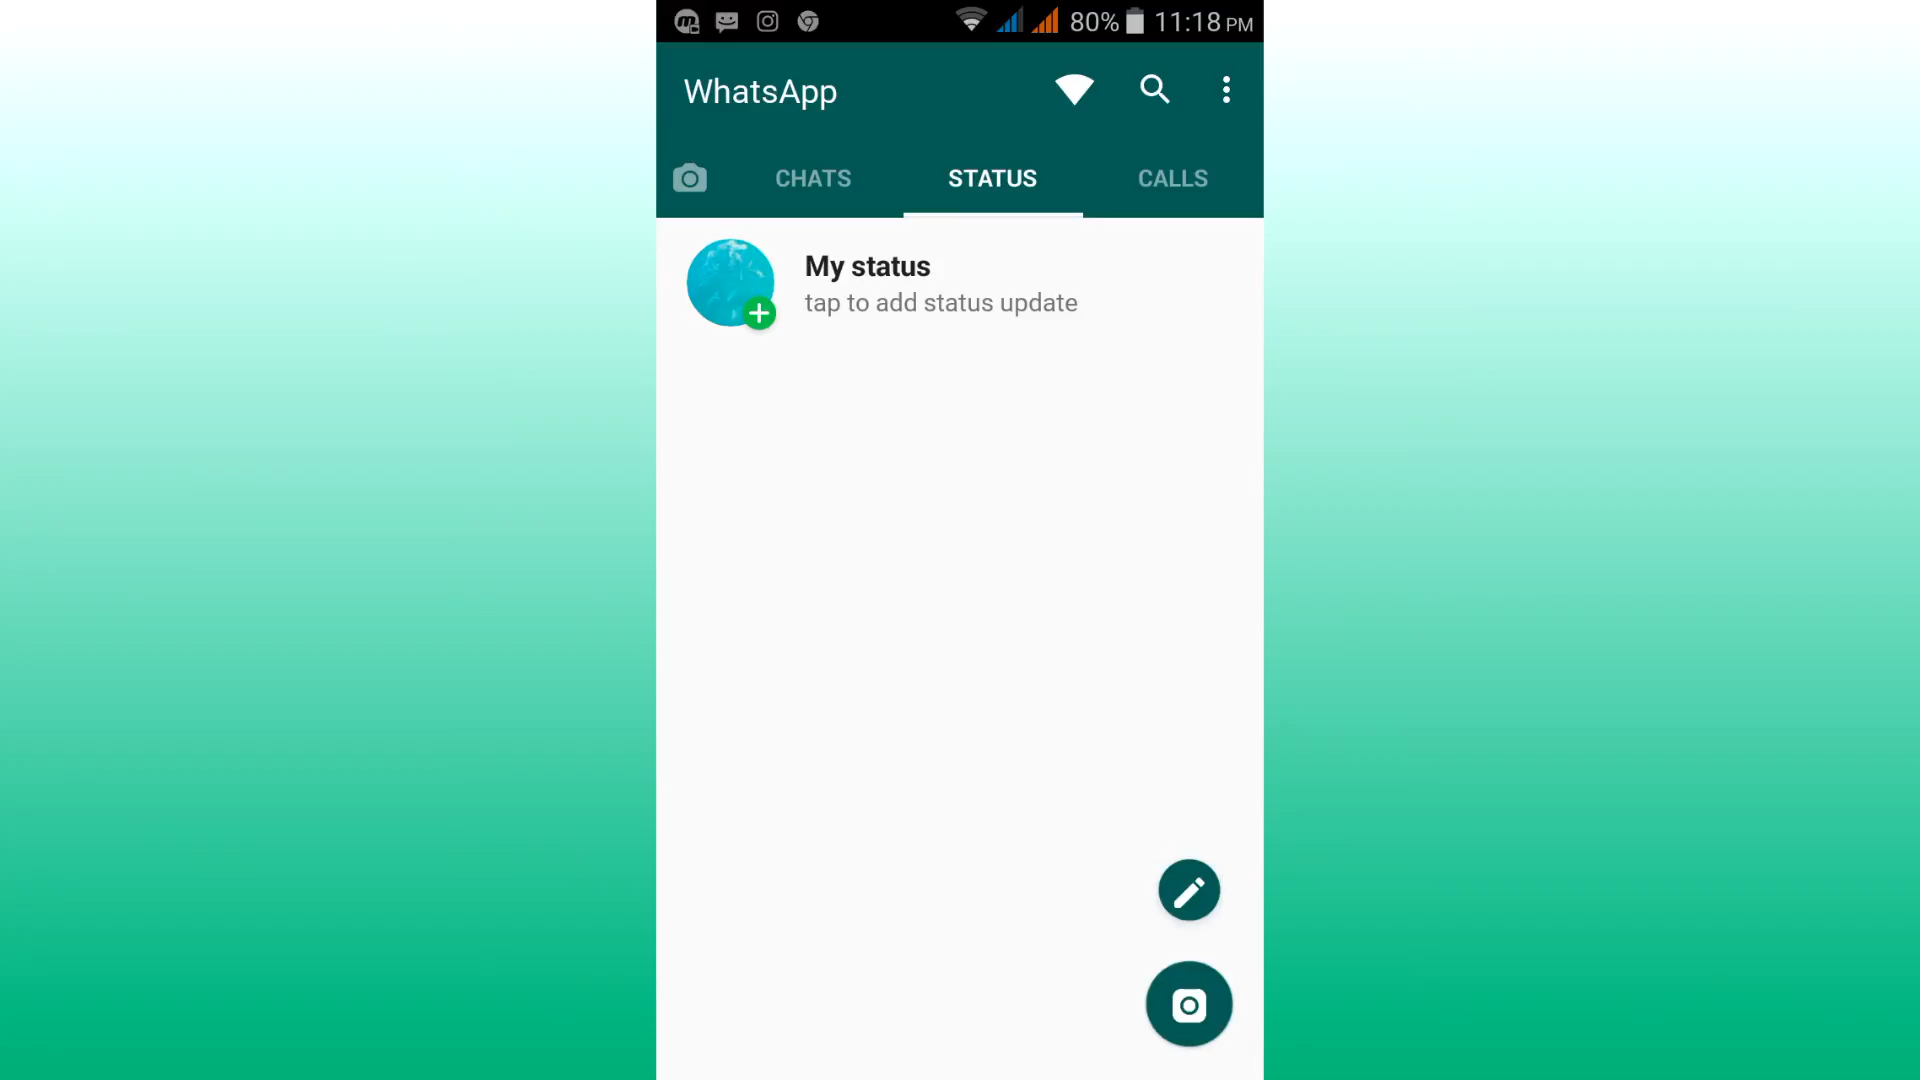 80% 11:18 PM
WhatsApp
CHATS STATUS CALLS
My status
tap to add status update